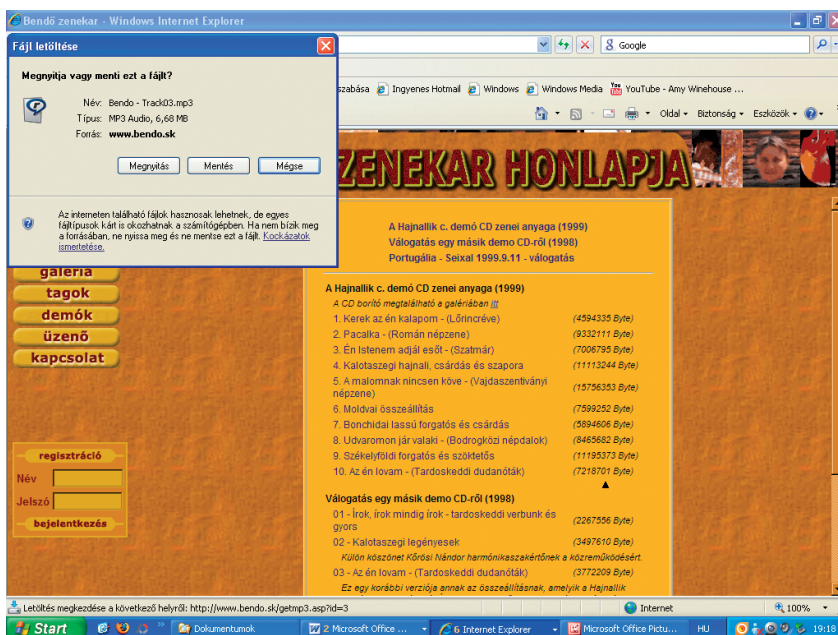 Bendő zenekar - Windows Internet Explorer
Google
szabása Ingyenes Hotmail Windows Windows Media YouTube - Amy Winehouse ...
Oldal Biztonság Eszközök
Fájl letöltése
Megnyitja vagy menti ezt a fájlt?
Név: Bendo - Track03.mp3
Típus: MP3 Audio, 6,68 MB
Forrás: www.bendo.sk
Megnyitás Mentés Mégse
Az interneten található fájlok hasznosak lehetnek, de egyes
fájltípusok kárt is okozhatnak a számítógépben. Ha nem bízik meg
a forrásában, ne nyissa meg és ne mentse ezt a fájlt. Kockázatok
ismertetése.
ZENEKAR HONLAPJA
galéria
tagok
demók
üzenő
kapcsolat
regisztráció
Név
Jelszó
bejelentkezés
A Hajnallik c. demó CD zenei anyaga (1999)
Válogatás egy másik demo CD-ről (1998)
Portugália - Seixal 1999.9.11 - válogatás
A Hajnallik c. demó CD zenei anyaga (1999)
A CD borító megtalálható a galériában itt
1. Kerek az én kalapom - (Lőrincréve) (4594335 Byte)
2. Pacalka - (Román népzene) (9332111 Byte)
3. Én Istenem adjál esőt - (Szatmár) (7006795 Byte)
4. Kalotaszegi hajnali, csárdás és szapora (11113244 Byte)
5. A malomnak nincsen köve - (Vajdaszentiványi
népzene) (15756353 Byte)
6. Moldvai összeállítás (7599252 Byte)
7. Bonchidai lassú forgatós és csárdás (5894606 Byte)
8. Udvaromon jár valaki - (Bodrogközi népdalok) (8465682 Byte)
9. Székelyföldi forgatós és szöktetős (11195373 Byte)
10. Az én lovam - (Tardoskeddi dudanóták) (7218701 Byte)
Válogatás egy másik demo CD-ről (1998)
01 - Írok, írok mindig írok - tardoskeddi verbunk és
gyors (2267556 Byte)
02 - Kalotaszegi legényesek (3497610 Byte)
Külön köszönet Kőrösi Nándor harmónikaszakértőnek a közreműködésért.
03 - Az én lovam - (Tardoskeddi dudanóták) (3772209 Byte)
Ez egy korábbi verziója annak az összeállításnak, amelyik a Hajnallik
Letöltés megkezdése a következő helyről: http://www.bendo.sk/getmp3.asp?id=3
Internet 100%
Start Dokumentumok 2 Microsoft Office ... 6 Internet Explorer Microsoft Office Pictu... HU 19:15